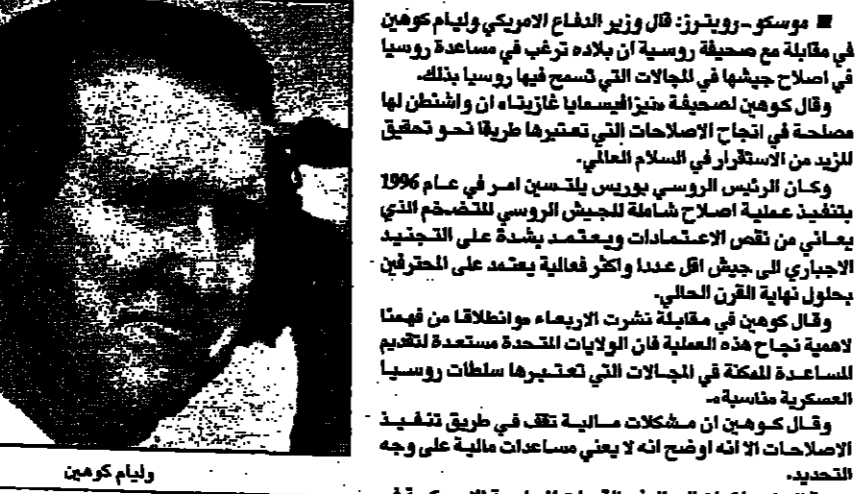 ■ موسكو ـ رويترز: قال وزير الدفاع الامريكي وليام كوهين
في مقابلة مع صحيفة روسية ان بلاده ترغب في مساعدة روسيا
في اصلاح جيشها في المجالات التي تسمح فيها روسيا بذلك.
وقال كوهين لصحيفة «نيزافيسمايا غازيتا» ان واشنطن لها
مصلحة في انجاح الاصلاحات التي تعتبرها طريقا نحو تحقيق
المزيد من الاستقرار في السلام العالمي.
وكان الرئيس الروسي بوريس يلتسين امر في عام 1996
بتنفيذ عملية اصلاح شاملة للجيش الروسي المتضخم الذي
يعاني من نقص الاعتمادات ويعتمد بشدة على التجنيد
الاجباري الى جيش اقل عددا واكثر فعالية يعتمد على المحترفين
بحلول نهاية القرن الحالي.
وقال كوهين في مقابلة نشرت الاربعاء «وانطلاقا من فهمنا
لاهمية نجاح هذه العملية فان الولايات المتحدة مستعدة لتقديم
المساعدة الممكنة في المجالات التي تعتبرها سلطات روسيا
العسكرية مناسبة».
وقال كوهين ان مشكلات مالية تقف في طريق تنفيذ
الاصلاحات الا انه اوضح انه لا يعني مساعدات مالية على وجه
التحديد.
وليام كوهين